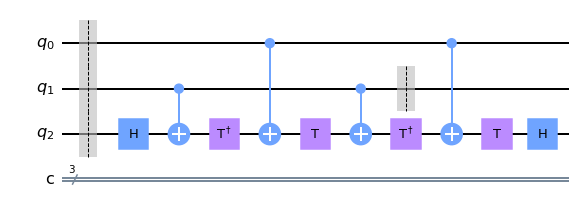 q₀
q₁
q₂ H T† T T† T H
3
c